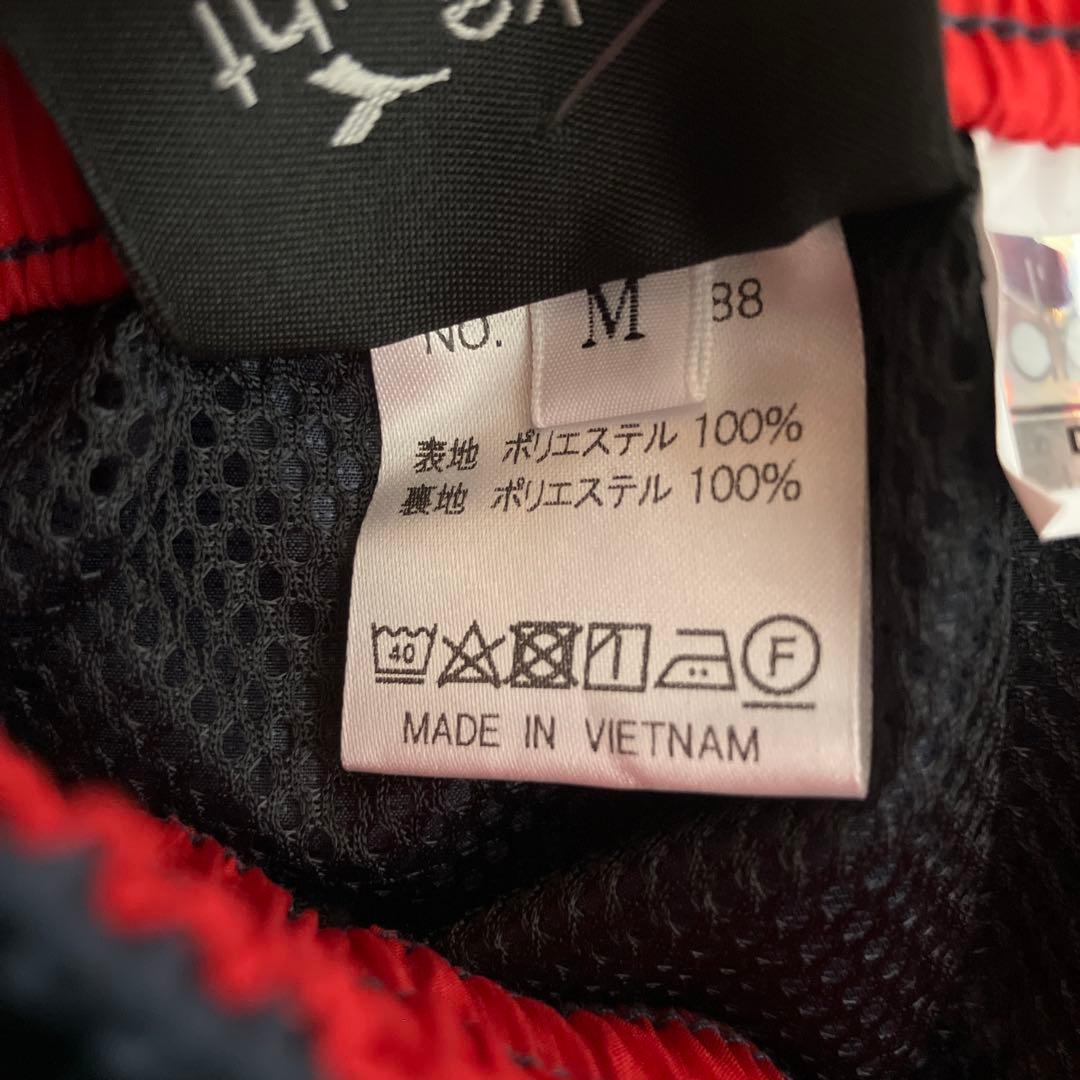 NO. 88
M
表地 ポリエステル 100%
裏地 ポリエステル 100%
40
F
MADE IN VIETNAM